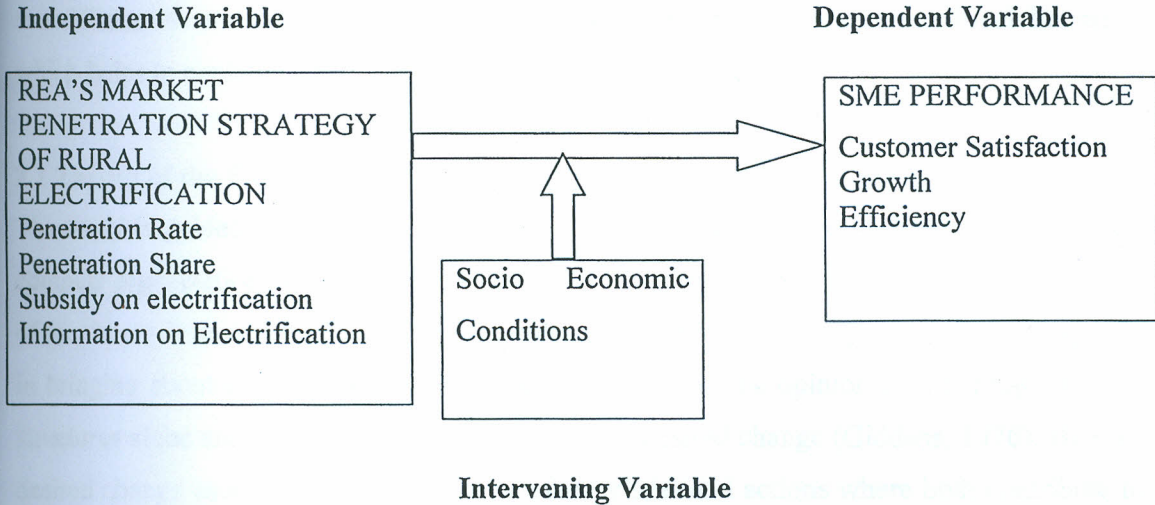 Independent Variable
Dependent Variable
REA'S MARKET
PENETRATION STRATEGY
OF RURAL
ELECTRIFICATION
Penetration Rate
Penetration Share
Subsidy on electrification
Information on Electrification
SME PERFORMANCE
Customer Satisfaction
Growth
Efficiency
Socio Economic
Conditions
Intervening Variable